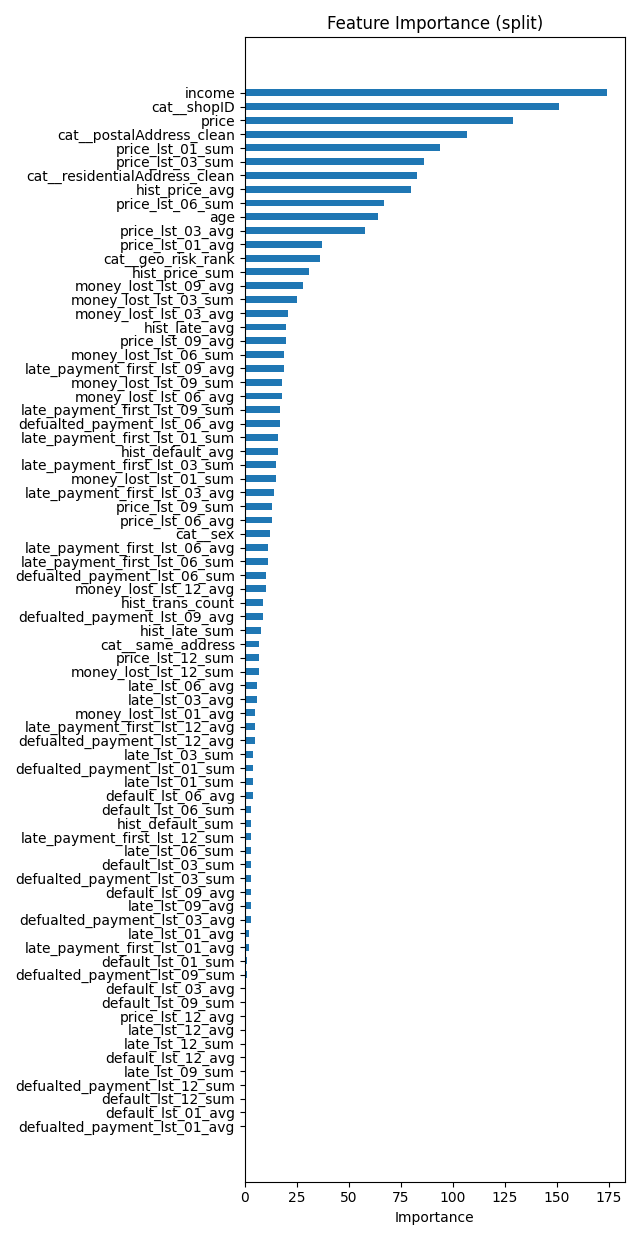 Feature Importance (split)
income
cat__shopID
price
cat__postalAddress_clean
price_lst_01_sum
price_lst_03_sum
cat__residentialAddress_clean
hist_price_avg
price_lst_06_sum
age
price_lst_03_avg
price_lst_01_avg
cat__geo_risk_rank
hist_price_sum
money_lost_lst_09_avg
money_lost_lst_03_sum
money_lost_lst_03_avg
hist_late_avg
price_lst_09_avg
money_lost_lst_06_sum
late_payment_first_lst_09_avg
money_lost_lst_09_sum
money_lost_lst_06_avg
late_payment_first_lst_09_sum
defualted_payment_lst_06_avg
late_payment_first_lst_01_sum
hist_default_avg
late_payment_first_lst_03_sum
money_lost_lst_01_sum
late_payment_first_lst_03_avg
price_lst_09_sum
price_lst_06_avg
cat__sex
late_payment_first_lst_06_avg
late_payment_first_lst_06_sum
defualted_payment_lst_06_sum
money_lost_lst_12_avg
hist_trans_count
defualted_payment_lst_09_avg
hist_late_sum
cat__same_address
price_lst_12_sum
money_lost_lst_12_sum
late_lst_06_avg
late_lst_03_avg
money_lost_lst_01_avg
late_payment_first_lst_12_avg
defualted_payment_lst_12_avg
late_lst_03_sum
defualted_payment_lst_01_sum
late_lst_01_sum
default_lst_06_avg
default_lst_06_sum
hist_default_sum
late_payment_first_lst_12_sum
late_lst_06_sum
default_lst_03_sum
defualted_payment_lst_03_sum
default_lst_09_avg
late_lst_09_avg
defualted_payment_lst_03_avg
late_lst_01_avg
late_payment_first_lst_01_avg
default_lst_01_sum
defualted_payment_lst_09_sum
default_lst_03_avg
default_lst_09_sum
price_lst_12_avg
late_lst_12_avg
late_lst_12_sum
default_lst_12_avg
late_lst_09_sum
defualted_payment_lst_12_sum
default_lst_12_sum
default_lst_01_avg
defualted_payment_lst_01_avg
0 25 50 75 100 125 150 175
Importance